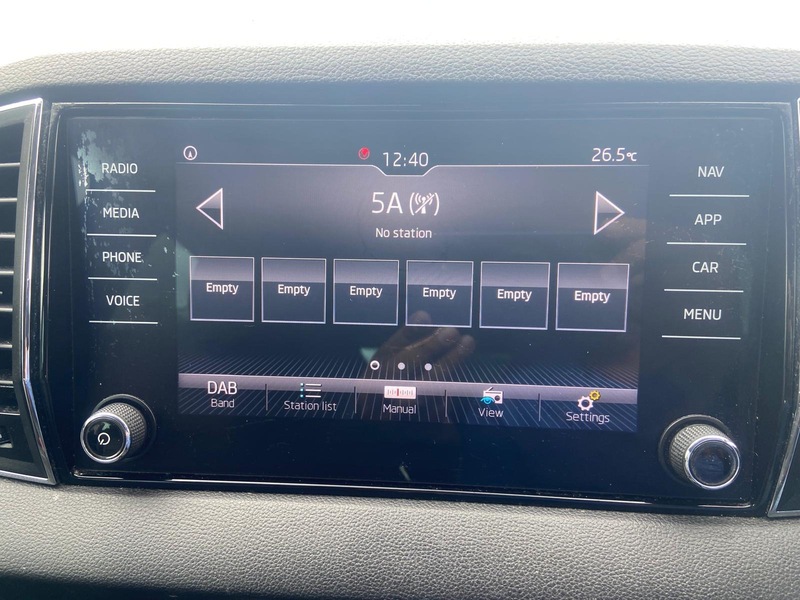 12:40
26.5°C
RADIO
MEDIA
PHONE
VOICE
5A
No station
Empty Empty Empty Empty Empty Empty
DAB
Band
Station list
Manual
View
Settings
NAV
APP
CAR
MENU